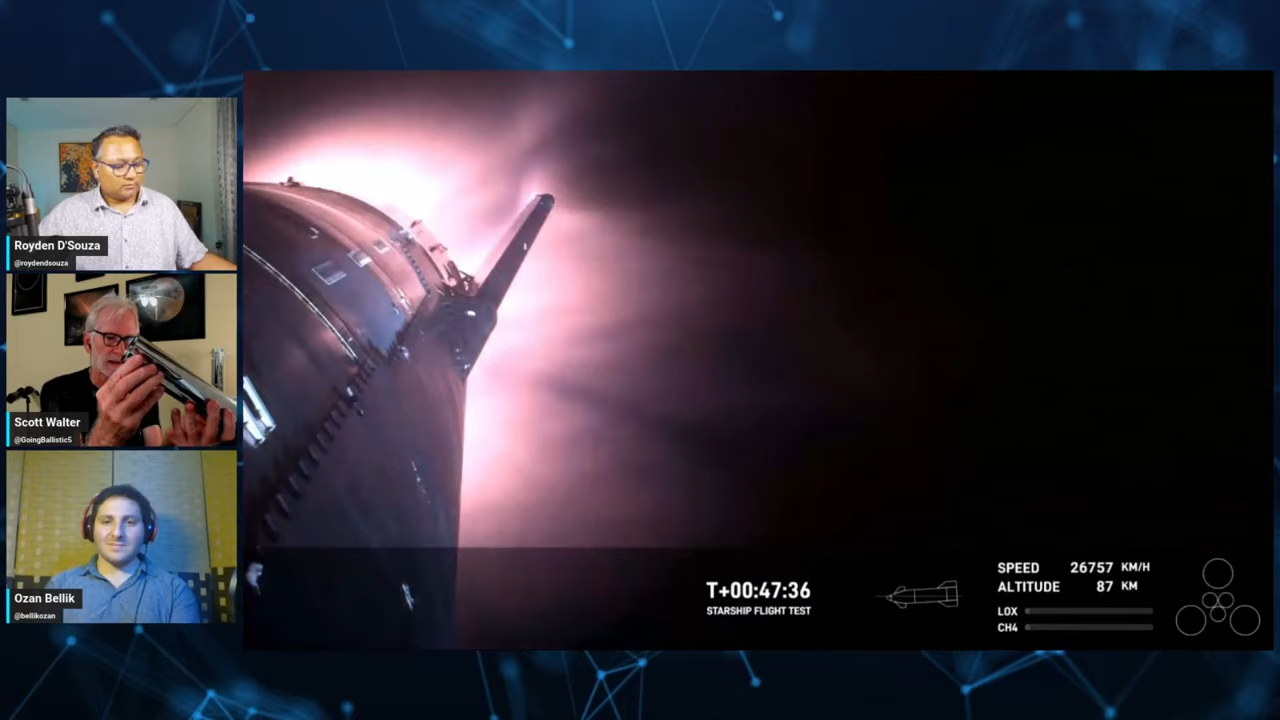 Royden D'Souza
@roydendsouza
Scott Walter
@GoingBallistic5
Ozan Bellik
@bellikozan
T+00:47:36
STARSHIP FLIGHT TEST
SPEED 26757 KM/H
ALTITUDE 87 KM
LOX
CH4